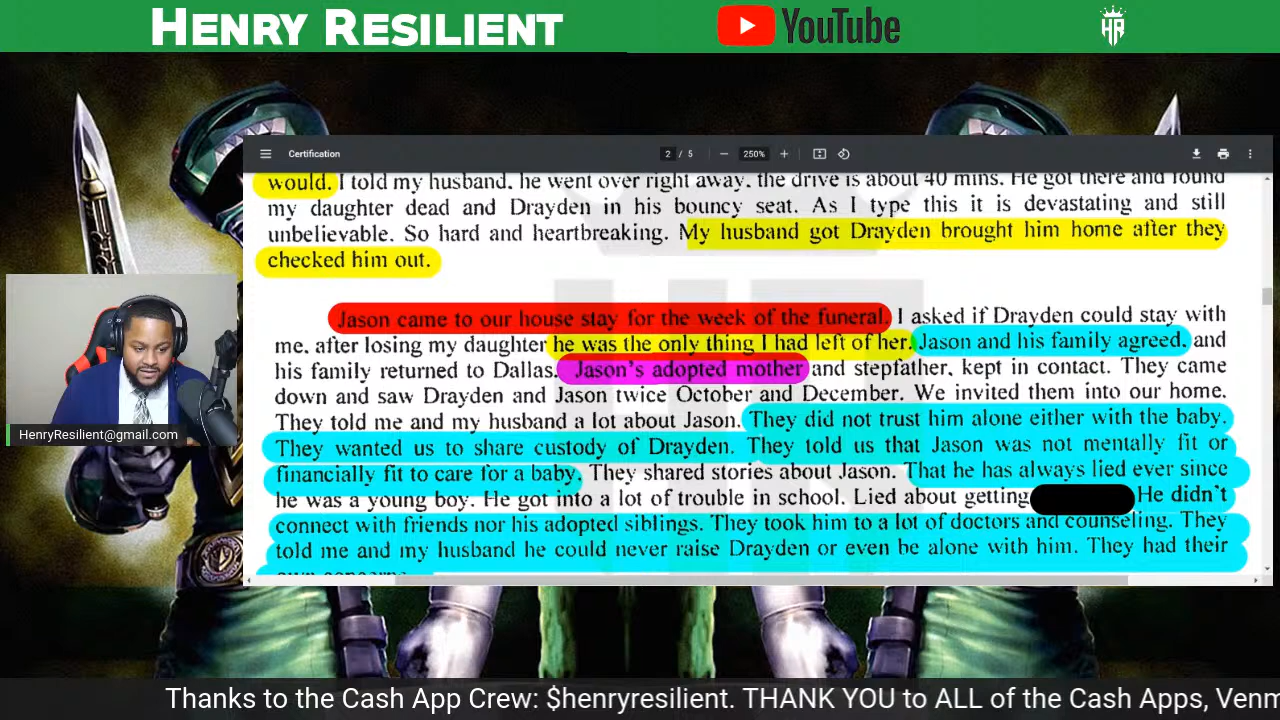 HENRY RESILIENT
YouTube
HR
Certification
2 / 5
250%
would. I told my husband, he went over right away, the drive is about 40 mins. He got there and found
my daughter dead and Drayden in his bouncy seat. As I type this it is devastating and still
unbelievable. So hard and heartbreaking. My husband got Drayden brought him home after they
checked him out.
Jason came to our house stay for the week of the funeral. I asked if Drayden could stay with
me, after losing my daughter he was the only thing I had left of her. Jason and his family agreed, and
his family returned to Dallas. Jason's adopted mother and stepfather, kept in contact. They came
down and saw Drayden and Jason twice October and December. We invited them into our home.
They told me and my husband a lot about Jason. They did not trust him alone either with the baby.
They wanted us to share custody of Drayden. They told us that Jason was not mentally fit or
financially fit to care for a baby. They shared stories about Jason. That he has always lied ever since
he was a young boy. He got into a lot of trouble in school. Lied about getting He didn't
connect with friends nor his adopted siblings. They took him to a lot of doctors and counseling. They
told me and my husband he could never raise Drayden or even be alone with him. They had their
own concerns
HenryResilient@gmail.com
Thanks to the Cash App Crew: $henryresilient. THANK YOU to ALL of the Cash Apps, Venm